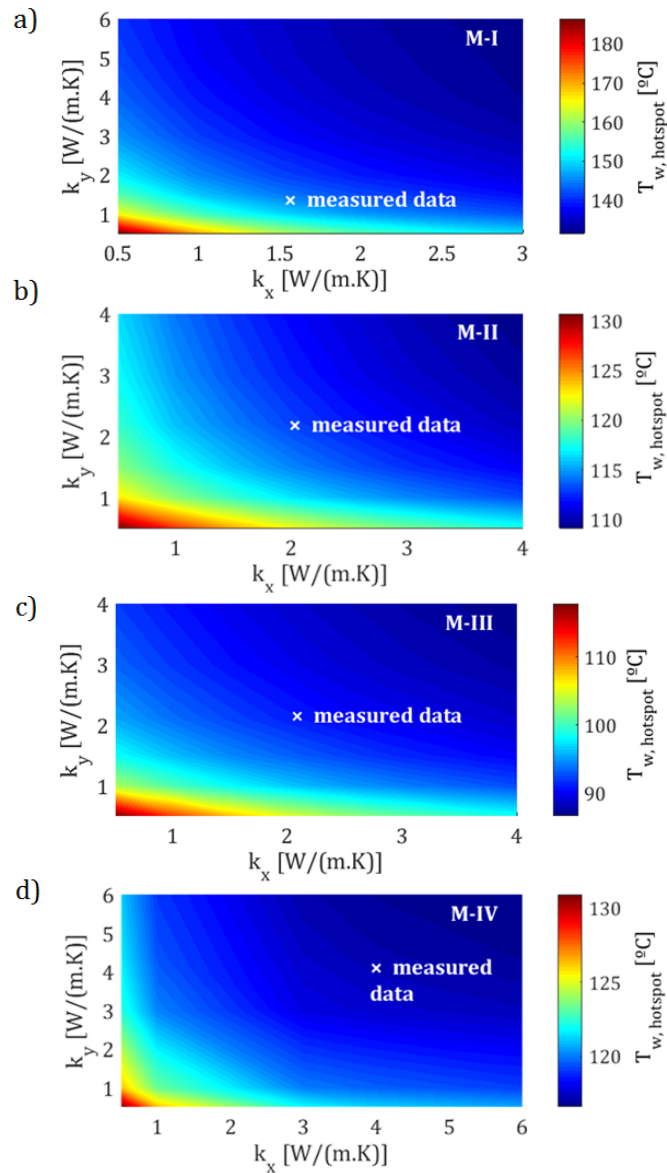 a)
M-I
6
5
4
3
2
1
k_y [W/(m.K)]
× measured data
0.5 1 1.5 2 2.5 3
k_x [W/(m.K)]
180
170
160
150
140
T_w, hotspot [ºC]
b)
M-II
4
3
2
1
k_y [W/(m.K)]
× measured data
1 2 3 4
k_x [W/(m.K)]
130
125
120
115
110
T_w, hotspot [ºC]
c)
M-III
4
3
2
1
k_y [W/(m.K)]
× measured data
1 2 3 4
k_x [W/(m.K)]
110
100
90
T_w, hotspot [ºC]
d)
M-IV
6
5
4
3
2
1
k_y [W/(m.K)]
× measured
data
1 2 3 4 5 6
k_x [W/(m.K)]
130
125
120
T_w, hotspot [ºC]